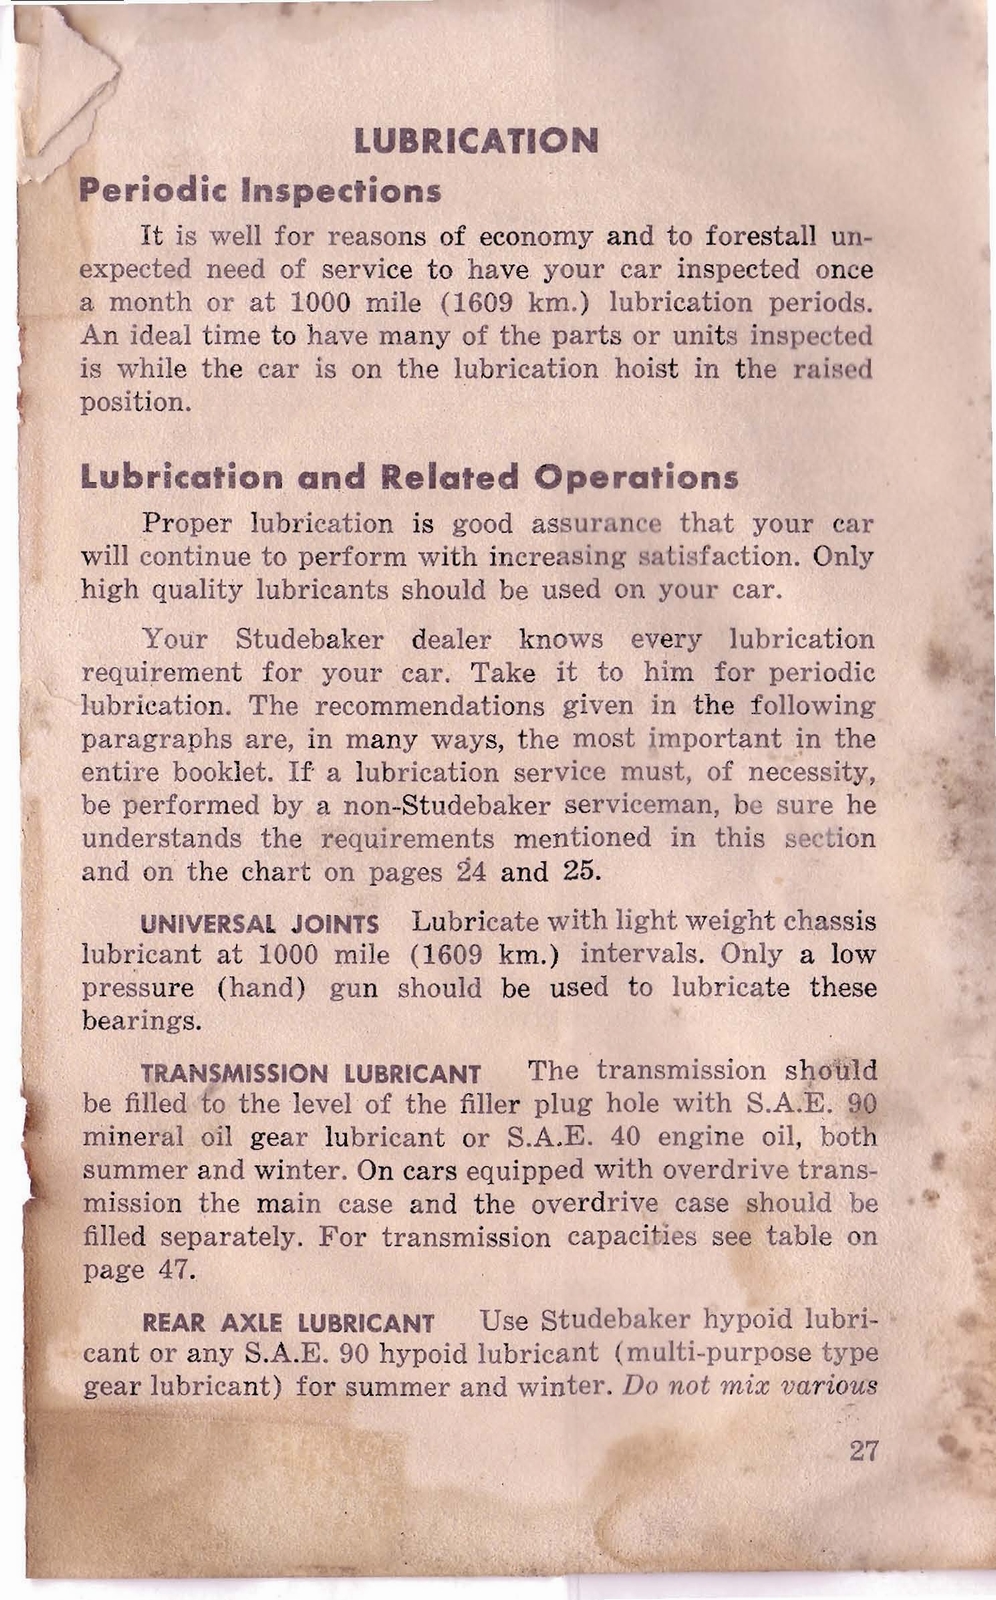 LUBRICATION
Periodic Inspections
It is well for reasons of economy and to forestall un-
expected need of service to have your car inspected once
a month or at 1000 mile (1609 km.) lubrication periods.
An ideal time to have many of the parts or units inspected
is while the car is on the lubrication hoist in the raised
position.
Lubrication and Related Operations
Proper lubrication is good assurance that your car
will continue to perform with increasing satisfaction. Only
high quality lubricants should be used on your car.
Your Studebaker dealer knows every lubrication
requirement for your car. Take it to him for periodic
lubrication. The recommendations given in the following
paragraphs are, in many ways, the most important in the
entire booklet. If a lubrication service must, of necessity,
be performed by a non-Studebaker serviceman, be sure he
understands the requirements mentioned in this section
and on the chart on pages 24 and 25.
UNIVERSAL JOINTS Lubricate with light weight chassis
lubricant at 1000 mile (1609 km.) intervals. Only a low
pressure (hand) gun should be used to lubricate these
bearings.
TRANSMISSION LUBRICANT The transmission should
be filled to the level of the filler plug hole with S.A.E. 90
mineral oil gear lubricant or S.A.E. 40 engine oil, both
summer and winter. On cars equipped with overdrive trans-
mission the main case and the overdrive case should be
filled separately. For transmission capacities see table on
page 47.
REAR AXLE LUBRICANT Use Studebaker hypoid lubri-
cant or any S.A.E. 90 hypoid lubricant (multi-purpose type
gear lubricant) for summer and winter. Do not mix various
27